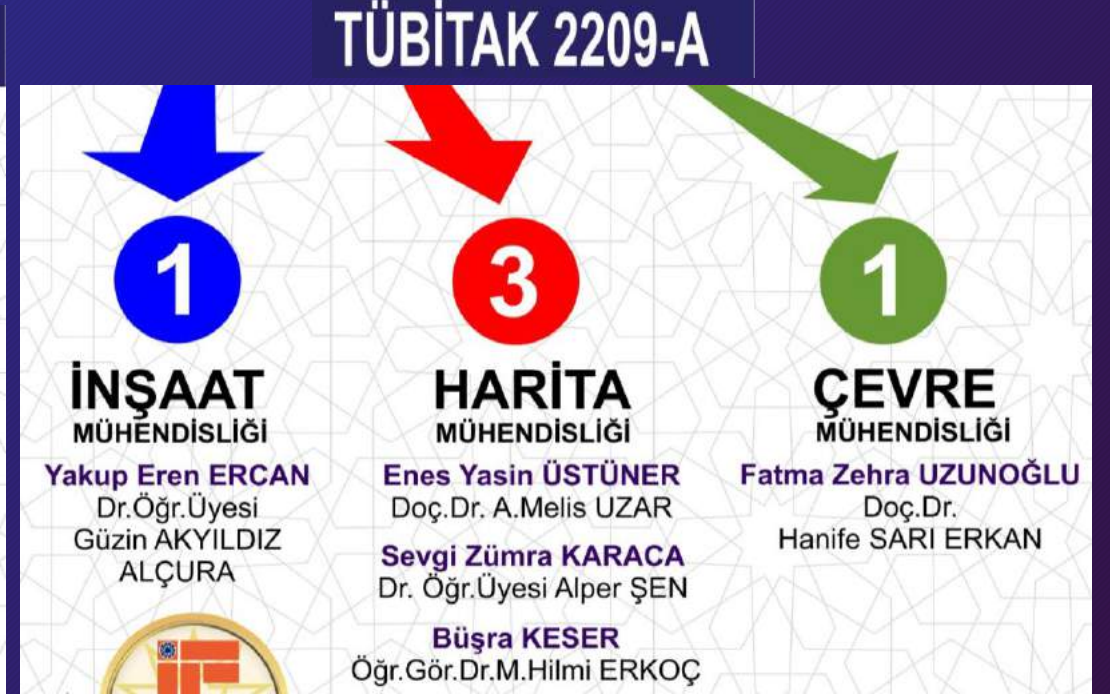 TÜBİTAK 2209-A
1
İNŞAAT
MÜHENDİSLİĞİ
Yakup Eren ERCAN
Dr.Öğr.Üyesi
Güzin AKYILDIZ
ALÇURA
3
HARİTA
MÜHENDİSLİĞİ
Enes Yasin ÜSTÜNER
Doç.Dr. A.Melis UZAR
Sevgi Zümra KARACA
Dr. Öğr.Üyesi Alper ŞEN
Büşra KESER
Öğr.Gör.Dr.M.Hilmi ERKOÇ
1
ÇEVRE
MÜHENDİSLİĞİ
Fatma Zehra UZUNOĞLU
Doç.Dr.
Hanife SARI ERKAN